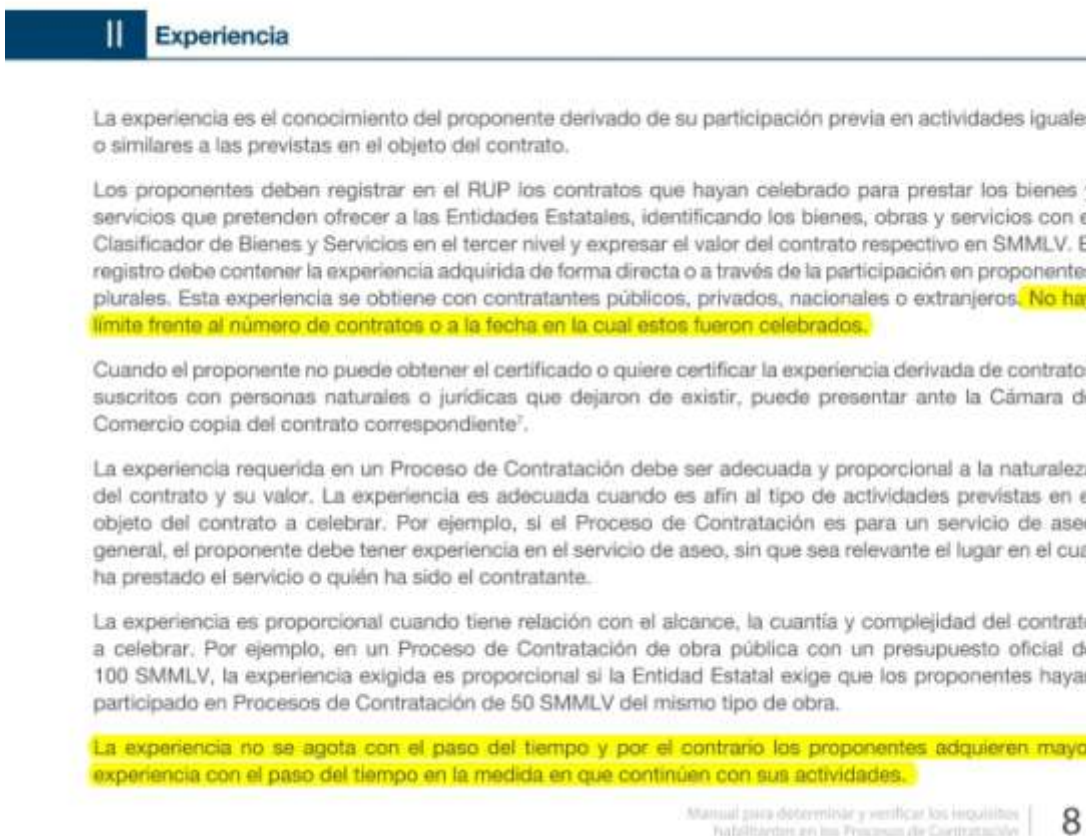 II Experiencia
La experiencia es el conocimiento del proponente derivado de su participación previa en actividades iguales
o similares a las previstas en el objeto del contrato.
Los proponentes deben registrar en el RUP los contratos que hayan celebrado para prestar los bienes y
servicios que pretenden ofrecer a las Entidades Estatales, identificando los bienes, obras y servicios con e
Clasificador de Bienes y Servicios en el tercer nivel y expresar el valor del contrato respectivo en SMMLV. E
registro debe contener la experiencia adquirida de forma directa o a través de la participación en proponentes
plurales. Esta experiencia se obtiene con contratantes públicos, privados, nacionales o extranjeros. No hay
límite frente al número de contratos o a la fecha en la cual estos fueron celebrados.
Cuando el proponente no puede obtener el certificado o quiere certificar la experiencia derivada de contrato
suscritos con personas naturales o jurídicas que dejaron de existir, puede presentar ante la Cámara de
Comercio copia del contrato correspondiente⁷.
La experiencia requerida en un Proceso de Contratación debe ser adecuada y proporcional a la naturaleza
del contrato y su valor. La experiencia es adecuada cuando es afín al tipo de actividades previstas en e
objeto del contrato a celebrar. Por ejemplo, si el Proceso de Contratación es para un servicio de aseo
general, el proponente debe tener experiencia en el servicio de aseo, sin que sea relevante el lugar en el cua
ha prestado el servicio o quién ha sido el contratante.
La experiencia es proporcional cuando tiene relación con el alcance, la cuantía y complejidad del contrato
a celebrar. Por ejemplo, en un Proceso de Contratación de obra pública con un presupuesto oficial de
100 SMMLV, la experiencia exigida es proporcional si la Entidad Estatal exige que los proponentes hayan
participado en Procesos de Contratación de 50 SMMLV del mismo tipo de obra.
La experiencia no se agota con el paso del tiempo y por el contrario los proponentes adquieren mayo
experiencia con el paso del tiempo en la medida en que continúen con sus actividades.
Manual para determinar y verificar los requisitos
habilitantes en los Procesos de Contratación
8